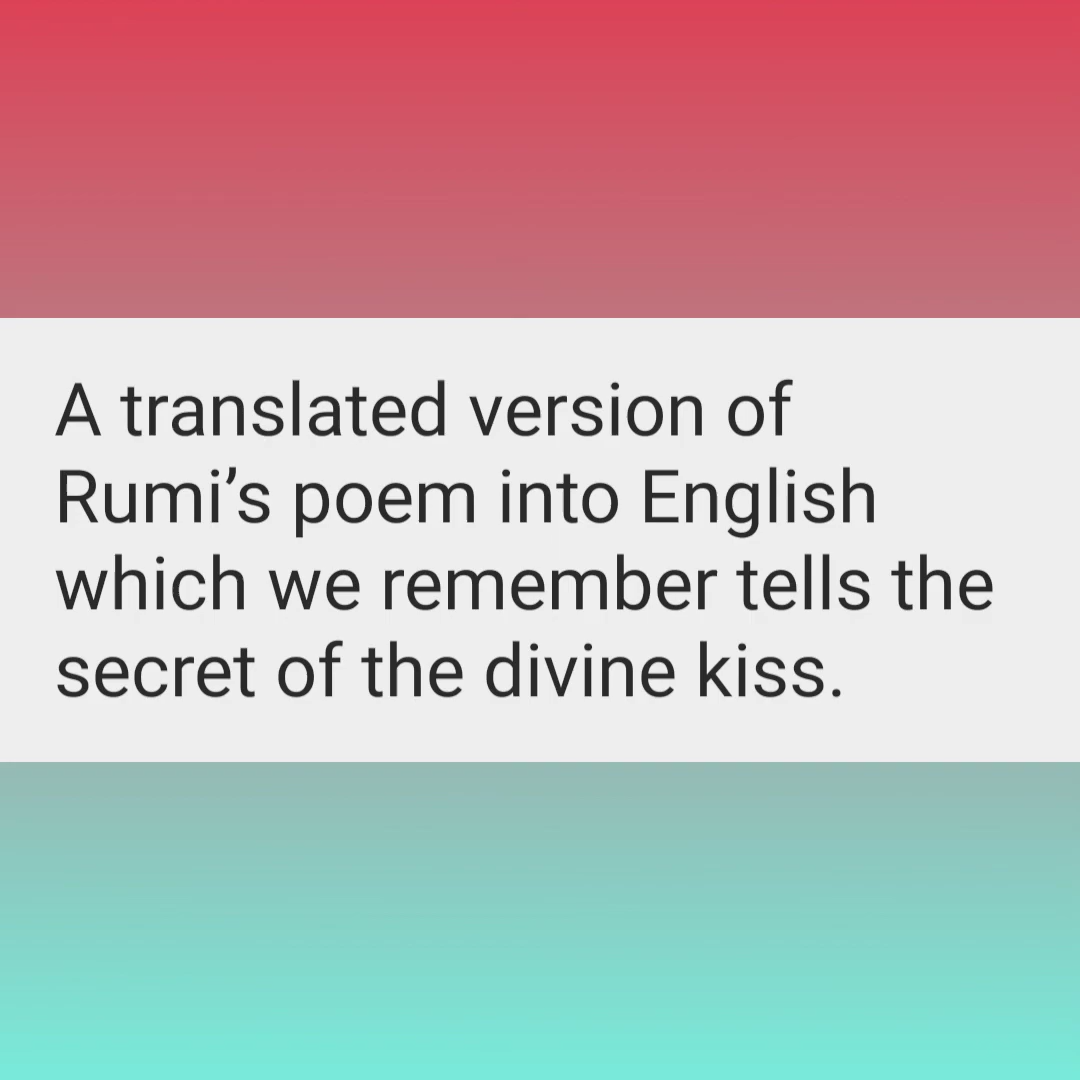 A translated version of
Rumi’s poem into English
which we remember tells the
secret of the divine kiss.